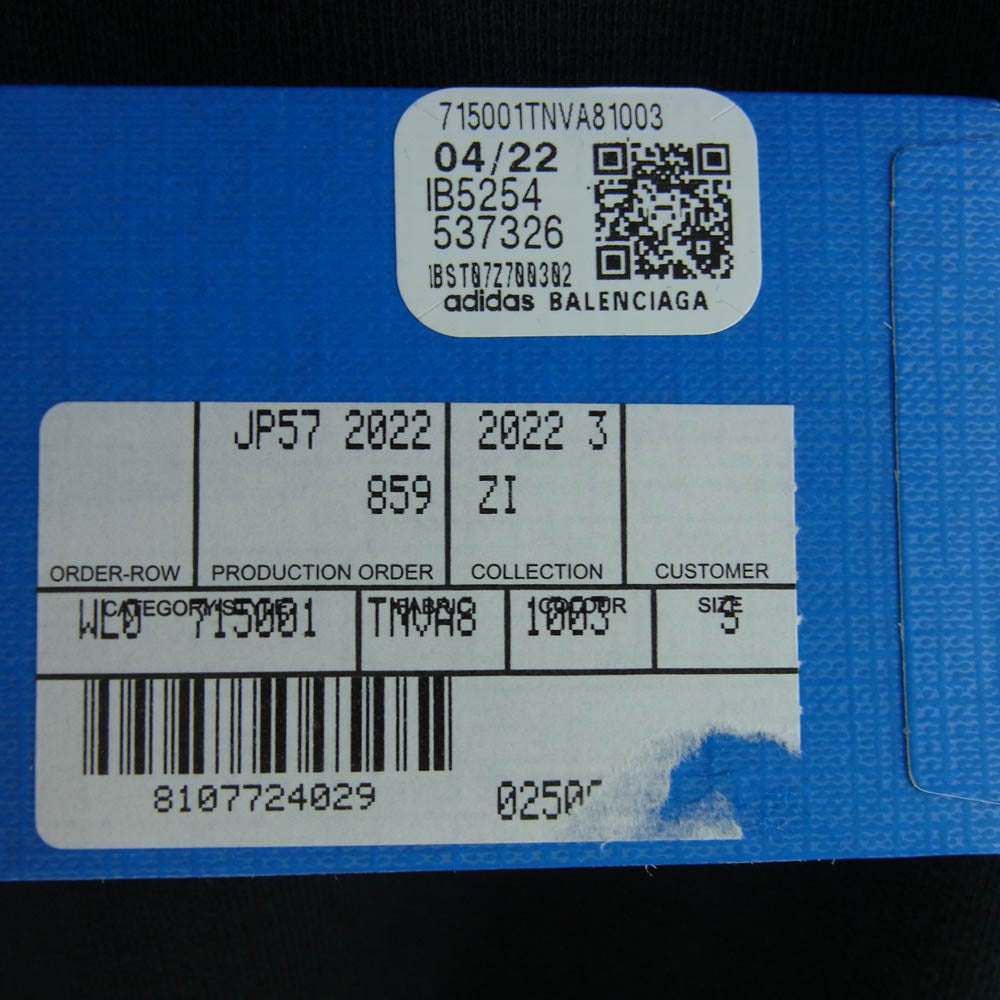 715001TNVA81003
04/22
IB5254
537326
IBST07Z700302
adidas BALENCIAGA
JP57 2022 2022 3
859 ZI
ORDER-ROW PRODUCTION ORDER COLLECTION CUSTOMER
CATEGORY/STYLE FABRIC COLOUR SIZE
WL0 715001 TNVA8 1003
8107724029